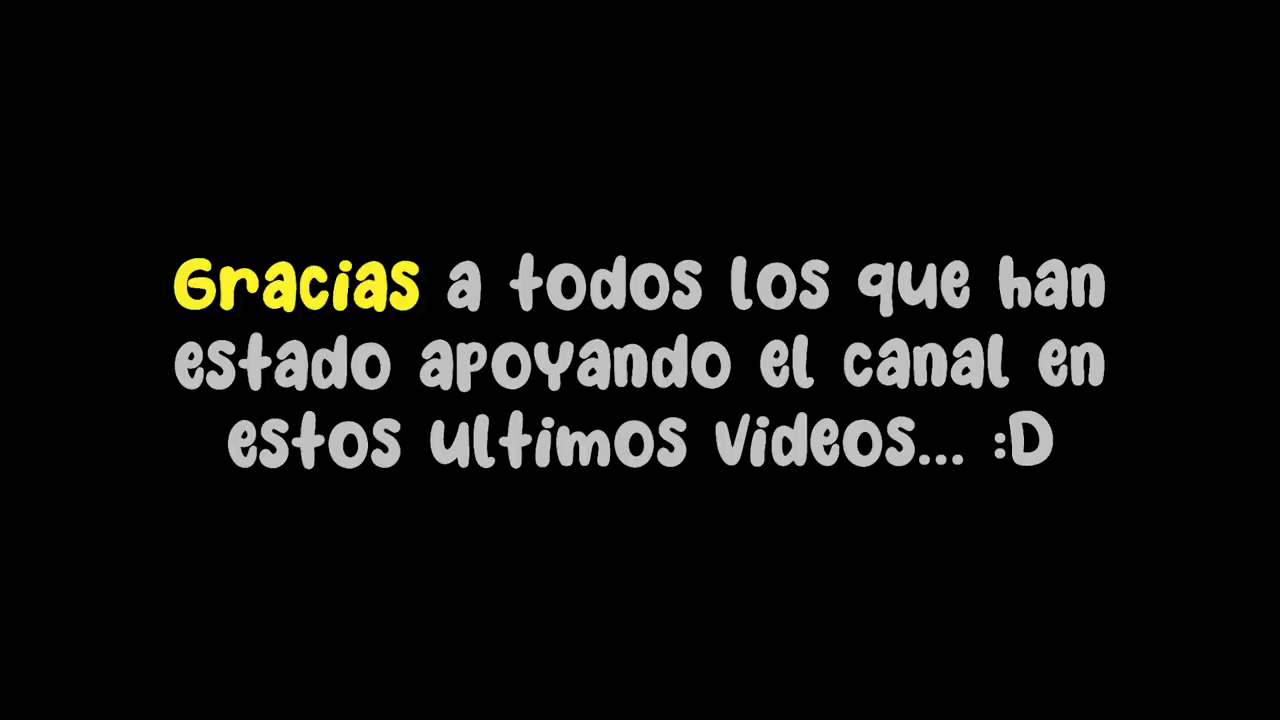 Gracias a todos los que han
estado apoyando el canal en
estos ultimos videos... :D